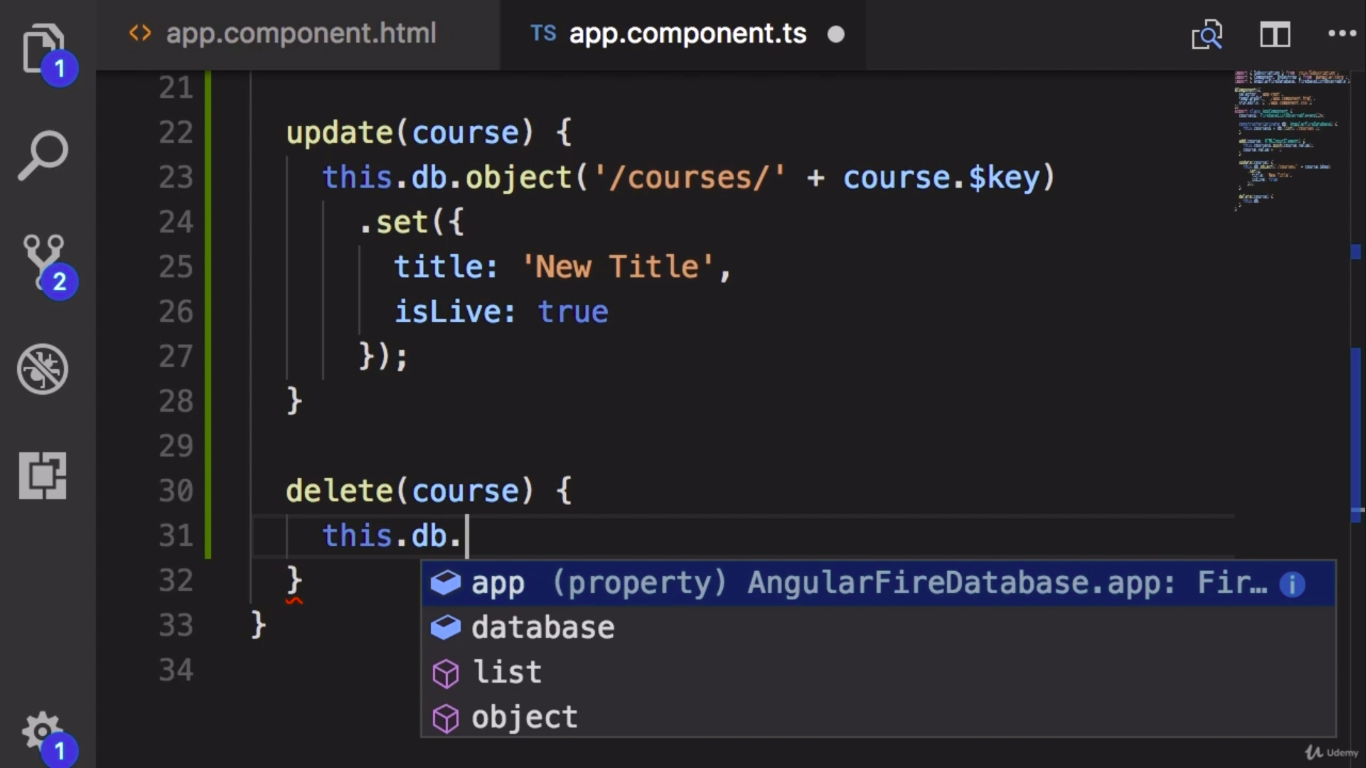 1
2
1
app.component.html
TS app.component.ts
21
22 update(course) {
23 this.db.object('/courses/' + course.$key)
24 .set({
25 title: 'New Title',
26 isLive: true
27 });
28 }
29
30 delete(course) {
31 this.db.
32 }
33 }
34
app (property) AngularFireDatabase.app: Fir…
database
list
object
Udemy